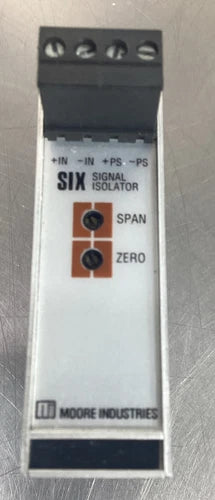 +IN -IN +PS -PS
SIX SIGNAL ISOLATOR
SPAN
ZERO
MOORE INDUSTRIES